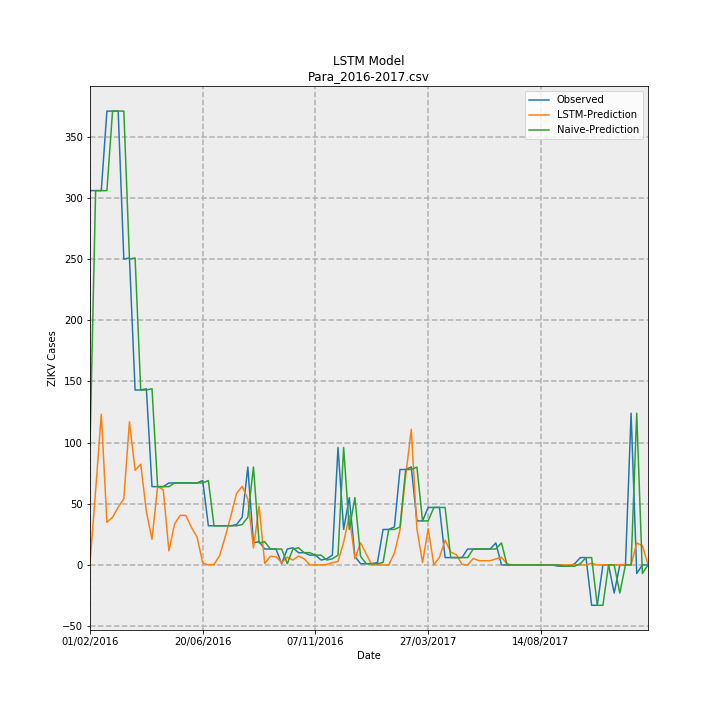 LSTM Model
Para_2016-2017.csv
Observed
LSTM-Prediction
Naive-Prediction
ZIKV Cases
350
300
250
200
150
100
50
0
−50
01/02/2016
20/06/2016
07/11/2016
27/03/2017
14/08/2017
Date